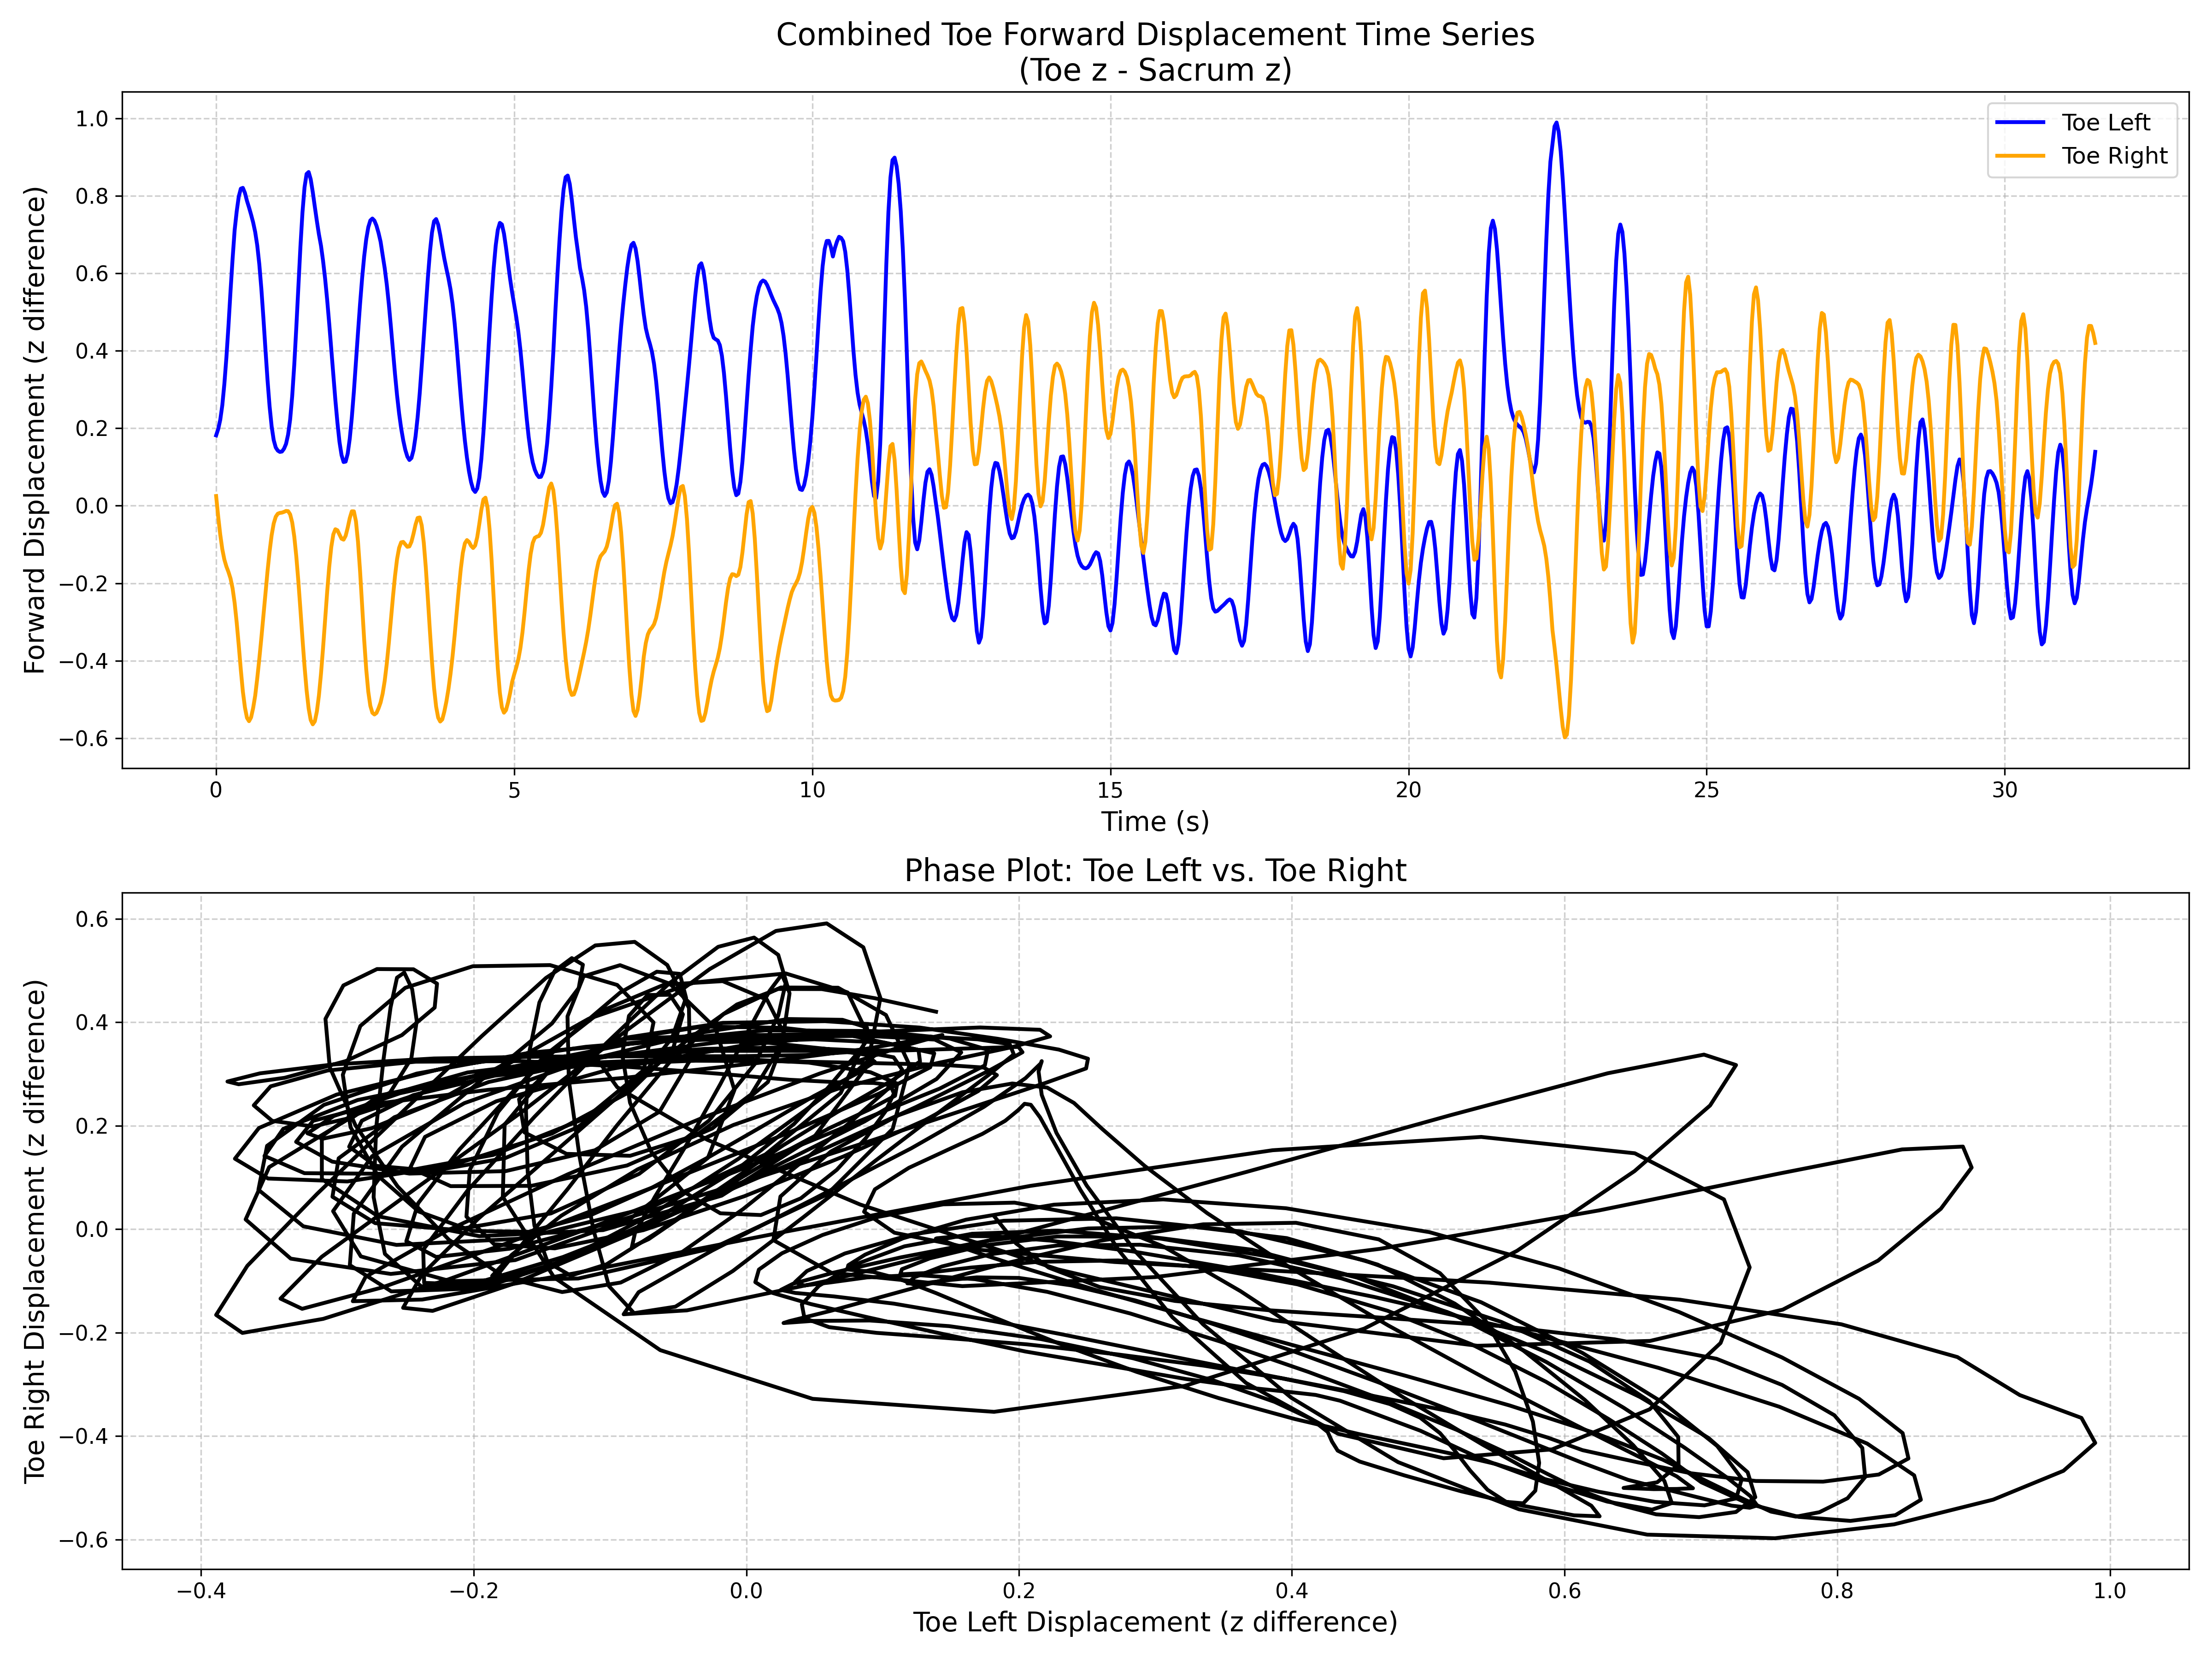 Combined Toe Forward Displacement Time Series
(Toe z - Sacrum z)
Forward Displacement (z difference)
1.0
0.8
0.6
0.4
0.2
0.0
−0.2
−0.4
−0.6
Toe Left
Toe Right
0 5 10 15 20 25 30
Time (s)
Phase Plot: Toe Left vs. Toe Right
Toe Right Displacement (z difference)
0.6
0.4
0.2
0.0
−0.2
−0.4
−0.6
−0.4 −0.2 0.0 0.2 0.4 0.6 0.8 1.0
Toe Left Displacement (z difference)